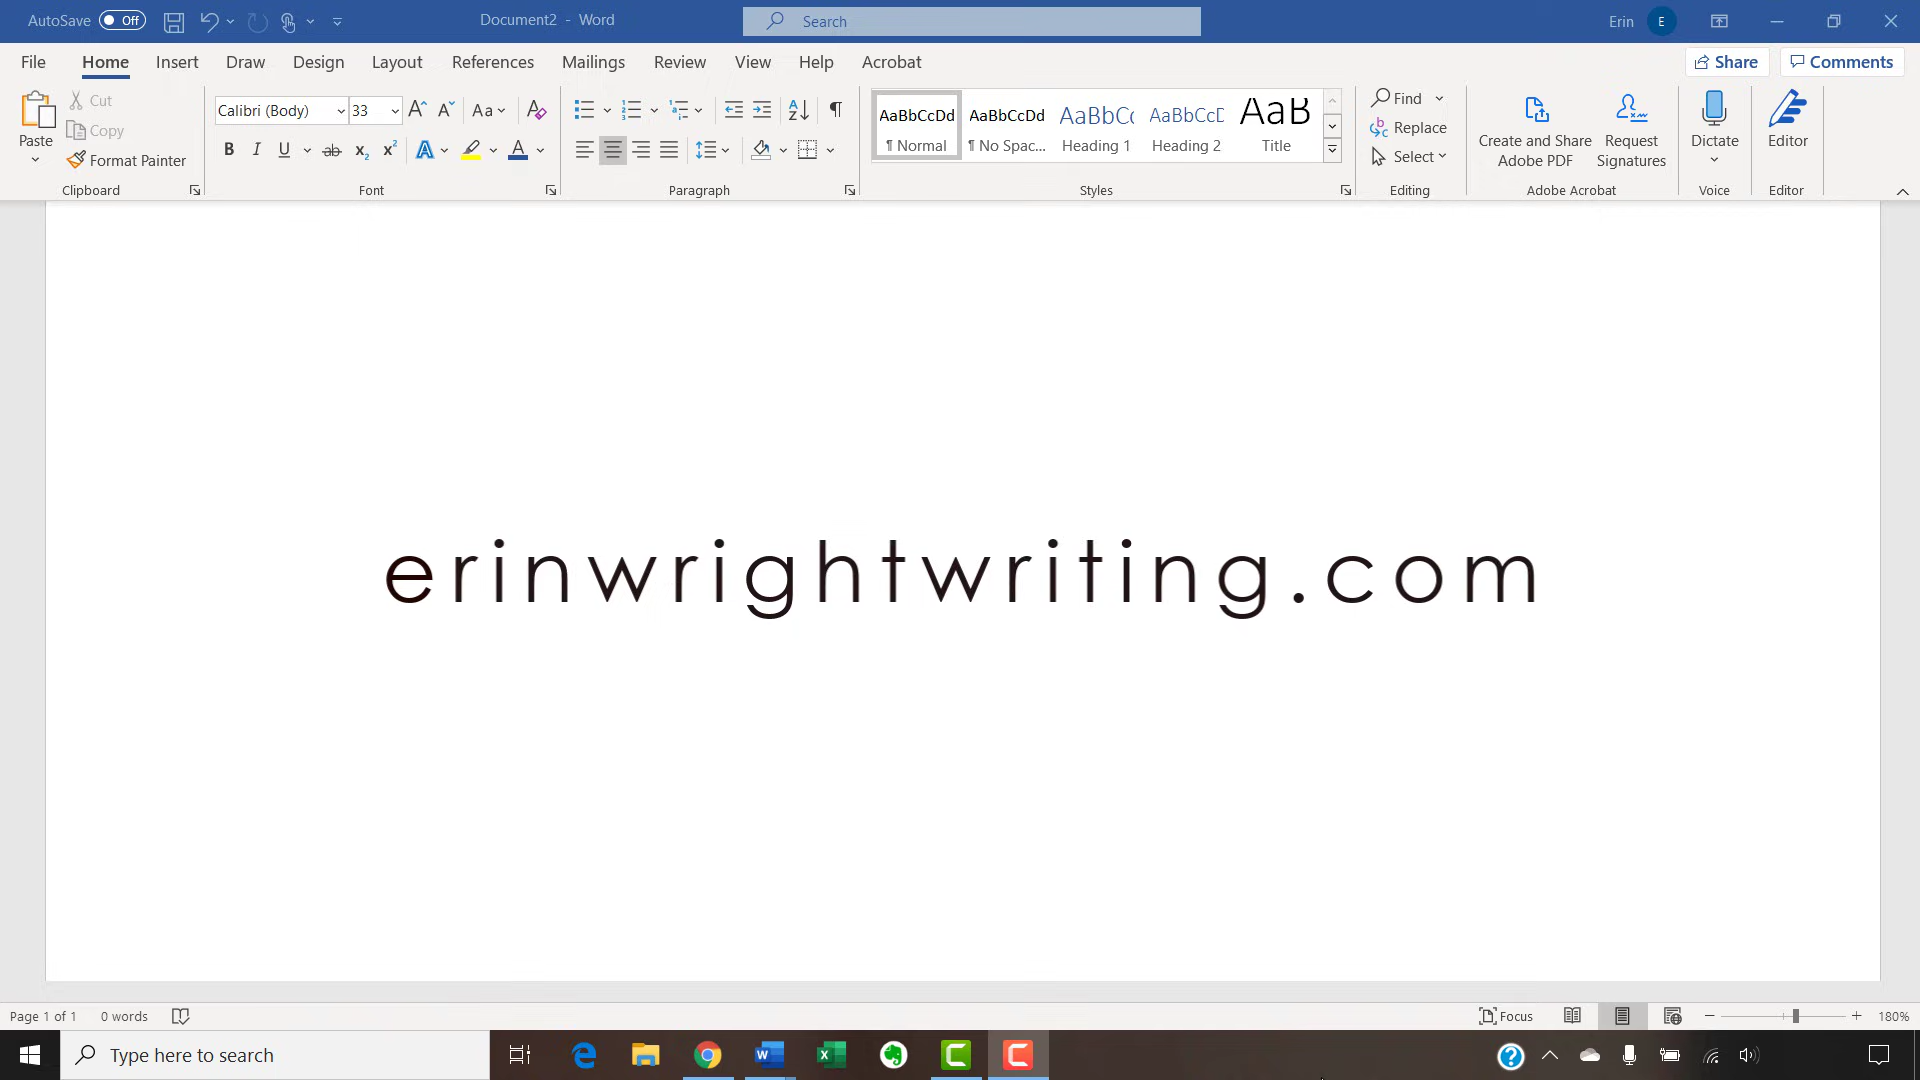 AutoSave Off Document2 - Word Search Erin E
File Home Insert Draw Design Layout References Mailings Review View Help Acrobat Share Comments
Paste Cut Copy Format Painter Clipboard
Calibri (Body) 33 Aa Font
Paragraph
AaBbCcDd AaBbCcDd AaBbCc AaBbCcD AaB
¶ Normal ¶ No Spac... Heading 1 Heading 2 Title
Styles
Find
Replace
Select
Editing
Create and Share Adobe PDF
Request Signatures
Adobe Acrobat
Dictate
Voice
Editor
Editor
erinwrightwriting.com
Page 1 of 1 0 words Focus 180%
Type here to search